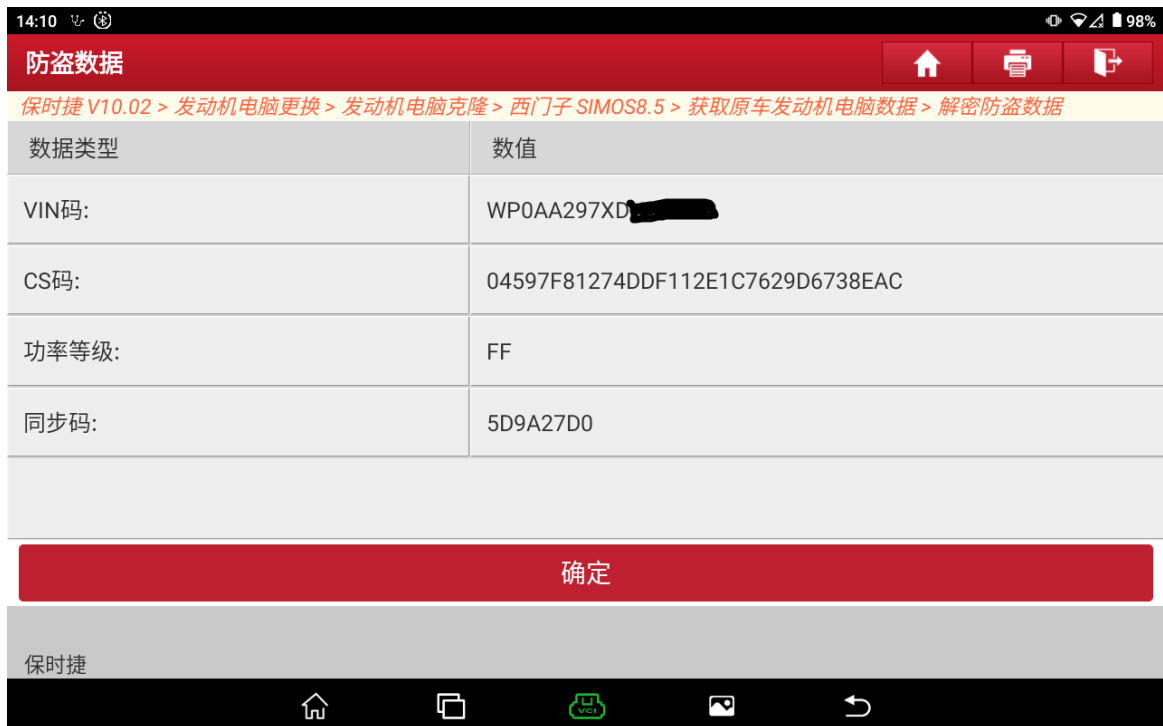 14:10
98%
防盗数据
保时捷 V10.02 > 发动机电脑更换 > 发动机电脑克隆 > 西门子 SIMOS8.5 > 获取原车发动机电脑数据 > 解密防盗数据
数据类型 数值
VIN码: WP0AA297XD
CS码: 04597F81274DDF112E1C7629D6738EAC
功率等级: FF
同步码: 5D9A27D0
确定
保时捷
VCI